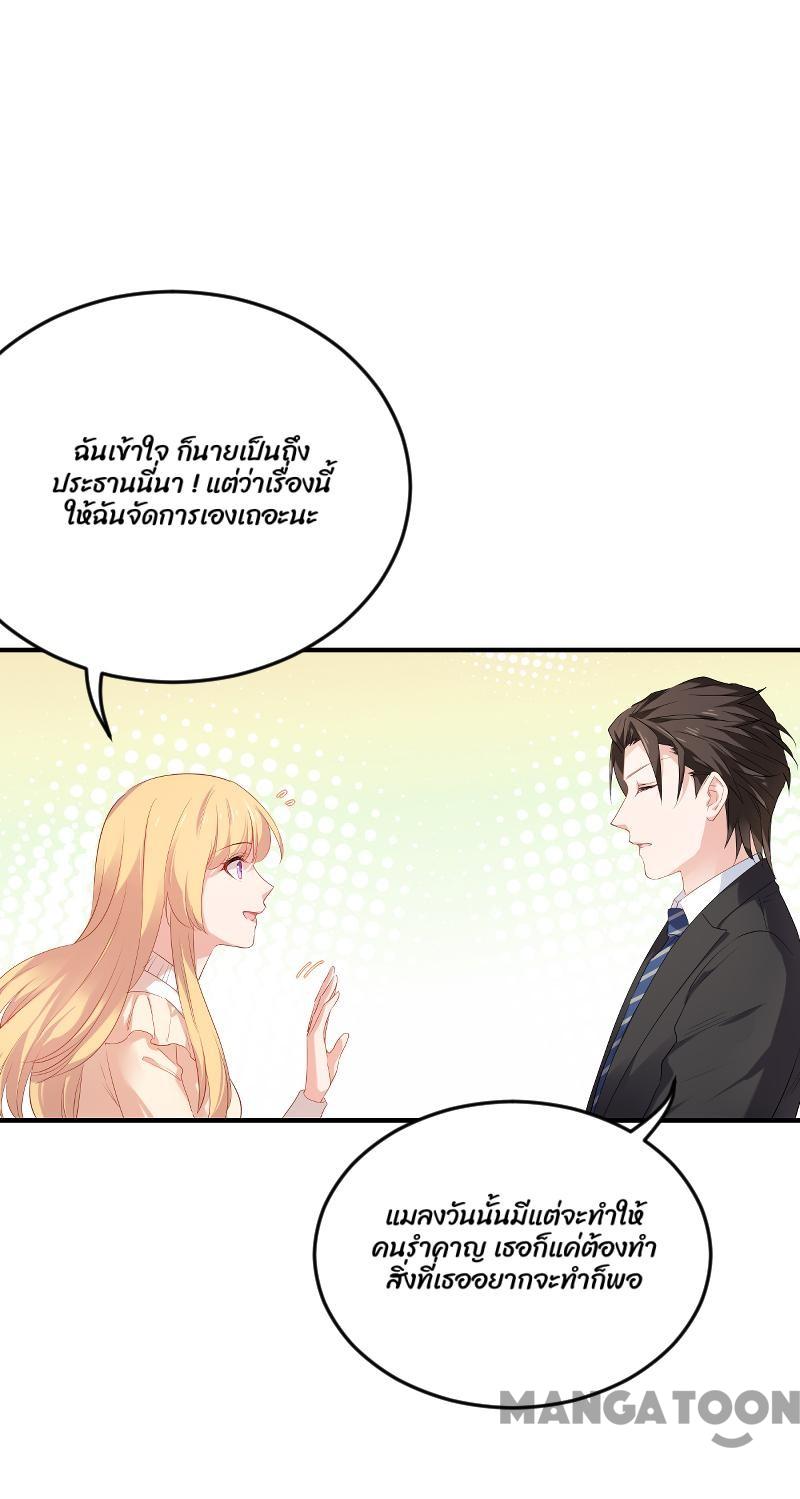 ฉันเข้าใจ ก็นายเป็นถึง
ประธานนี่นา ! แต่ว่าเรื่องนี้
ให้ฉันจัดการเองเถอะนะ
แมลงวันนั้นมีแต่จะทำให้
คนรำคาญ เธอก็แค่ต้องทำ
สิ่งที่เธออยากจะทำก็พอ
MANGATOON